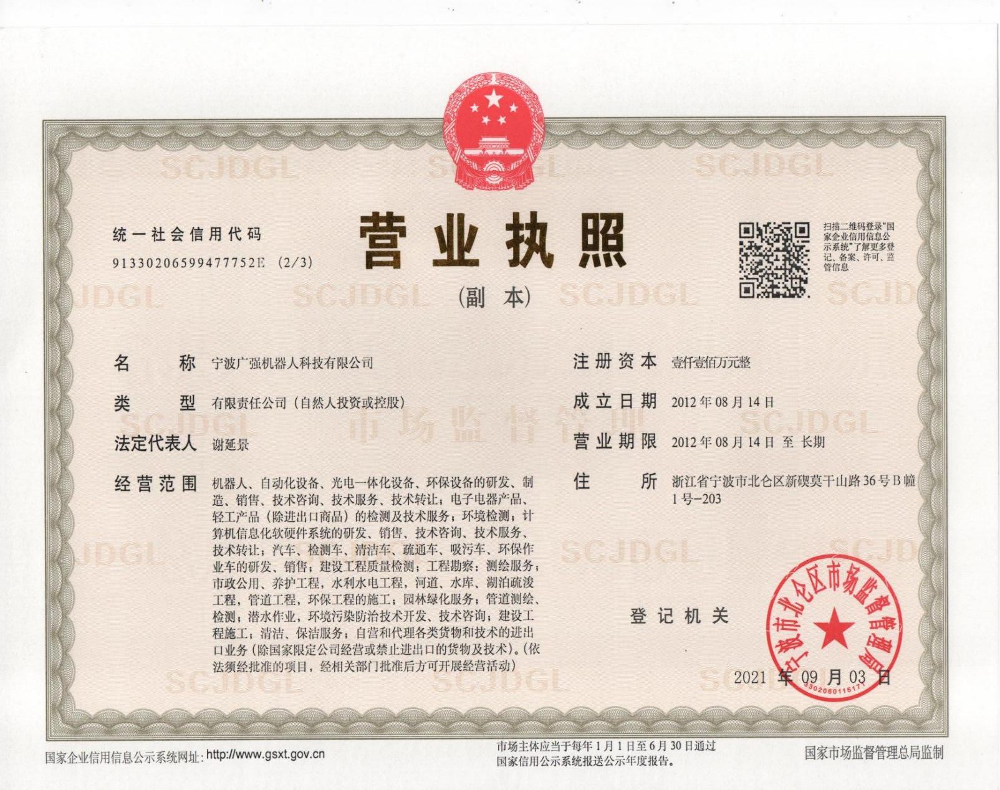 营业执照
(副 本)
统一社会信用代码
91330206599477752E (2/3)
扫描二维码登录“国
家企业信用信息公
示系统”了解更多登
记、备案、许可、监
管信息
名 称 宁波广强机器人科技有限公司
类 型 有限责任公司（自然人投资或控股）
法定代表人 谢延景
经营范围 机器人、自动化设备、光电一体化设备、环保设备的研发、制
造、销售、技术咨询、技术服务、技术转让；电子电器产品、
轻工产品（除进出口商品）的检测及技术服务；环境检测；计
算机信息化软硬件系统的研发、销售、技术咨询、技术服务、
技术转让；汽车、检测车、清洁车、疏通车、吸污车、环保作
业车的研发、销售；建设工程质量检测；工程勘察：测绘服务；
市政公用、养护工程，水利水电工程，河道、水库、湖泊疏浚
工程，管道工程，环保工程的施工；园林绿化服务；管道测绘、
检测；潜水作业，环境污染防治技术开发、技术咨询；建设工
程施工；清洁、保洁服务；自营和代理各类货物和技术的进出
口业务（除国家限定公司经营或禁止进出口的货物及技术）。（依
法须经批准的项目，经相关部门批准后方可开展经营活动）
注册资本 壹仟壹佰万元整
成立日期 2012年08月14日
营业期限 2012年08月14日 至 长期
住 所 浙江省宁波市北仑区新碶莫干山路36号B幢
1号-203
登记机关
宁波市北仑区市场监督管理局
3302060115171
2021 年 09 月 03 日
SCJDGL
市场监督管理
国家企业信用信息公示系统网址：http://www.gsxt.gov.cn
市场主体应当于每年1月1日至6月30日通过
国家信用公示系统报送公示年度报告。
国家市场监督管理总局监制